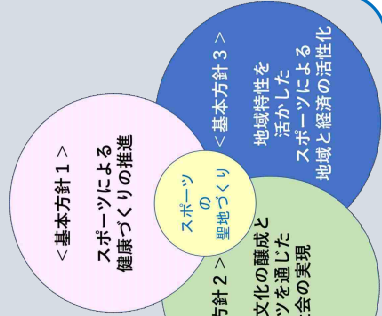 <基本方針1>
スポーツによる
健康づくりの推進
<基本方針3>
地域特性を
活かした
スポーツによる
地域と経済の活性化
スポーツ
の
聖地づくり
方針2>
文化の醸成と
ツを通じた
会の実現